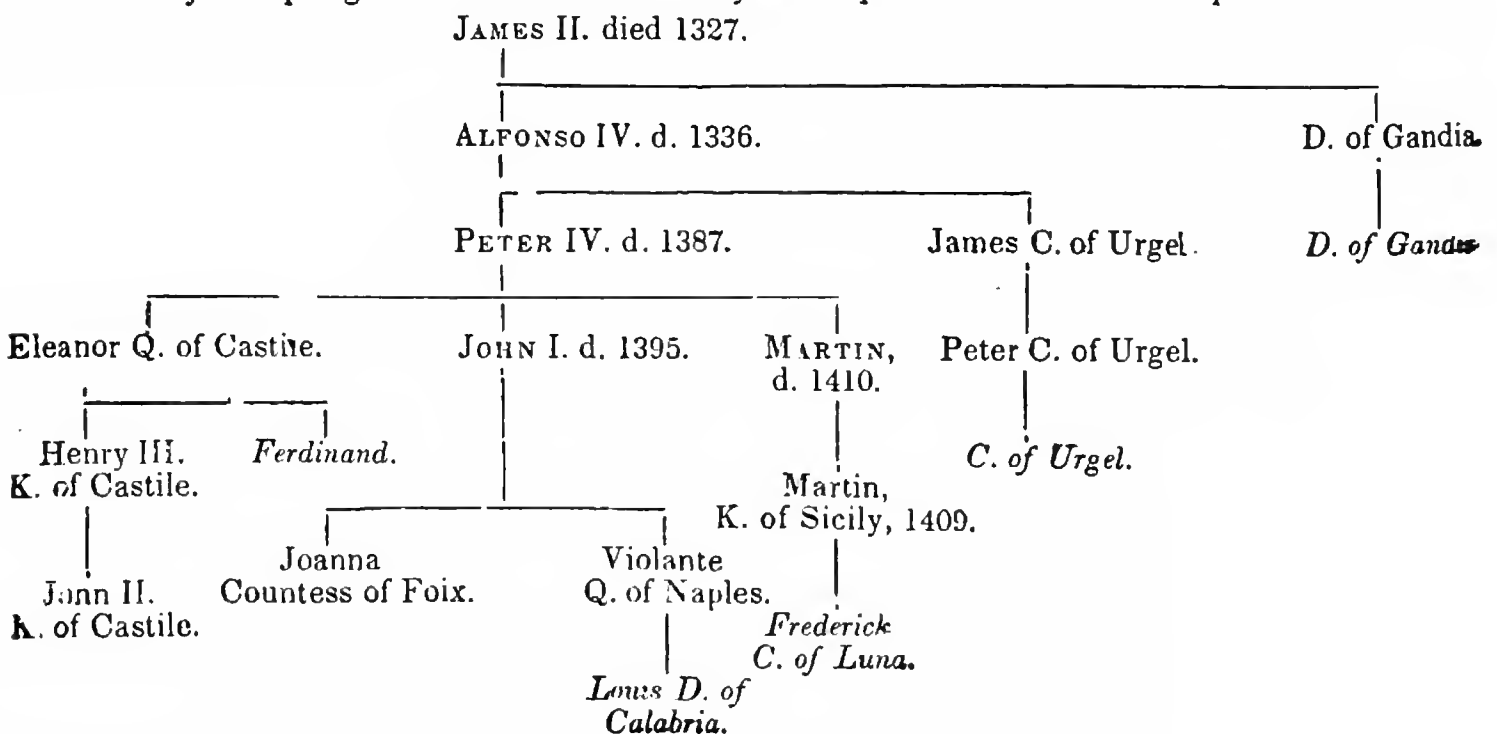 JAMES II. died 1327.
ALFONSO IV. d. 1336. D. of Gandia.
PETER IV. d. 1387. James C. of Urgel. D. of
Eleanor Q. of Castile. JOHN I. d. 1395. MARTIN, Peter C. of Urgel.
d. 1410.
Henry III. Ferdinand. C. of Urgel.
K. of Castile. Martin,
K. of Sicily, 1409.
Joanna Violante
John II. Countess of Foix. Q. of Naples.
K. of Castile. Frederick
C. of Luna.
Louis D. of
Calabria.